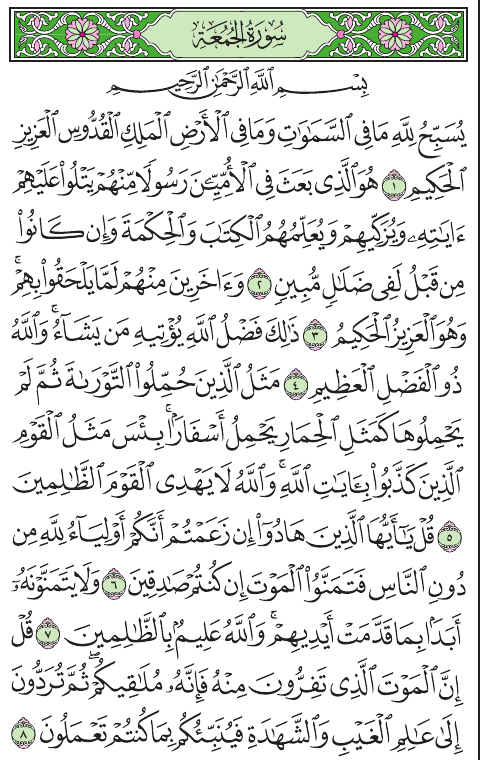 سُورَةُ الْجُمُعَةِ
بِسْمِ ٱللَّهِ ٱلرَّحْمَٰنِ ٱلرَّحِيمِ
يُسَبِّحُ لِلَّهِ مَا فِي ٱلسَّمَٰوَٰتِ وَمَا فِي ٱلْأَرْضِ ٱلْمَلِكِ ٱلْقُدُّوسِ ٱلْعَزِيزِ
ٱلْحَكِيمِ ١ هُوَ ٱلَّذِي بَعَثَ فِي ٱلْأُمِّيِّـۧنَ رَسُولًا مِّنْهُمْ يَتْلُوا۟ عَلَيْهِمْ
ءَايَٰتِهِۦ وَيُزَكِّيهِمْ وَيُعَلِّمُهُمُ ٱلْكِتَٰبَ وَٱلْحِكْمَةَ وَإِن كَانُوا۟
مِن قَبْلُ لَفِي ضَلَٰلٍ مُّبِينٍ ٢ وَءَاخَرِينَ مِنْهُمْ لَمَّا يَلْحَقُوا۟ بِهِمْۚ
وَهُوَ ٱلْعَزِيزُ ٱلْحَكِيمُ ٣ ذَٰلِكَ فَضْلُ ٱللَّهِ يُؤْتِيهِ مَن يَشَآءُۚ وَٱللَّهُ
ذُو ٱلْفَضْلِ ٱلْعَظِيمِ ٤ مَثَلُ ٱلَّذِينَ حُمِّلُوا۟ ٱلتَّوْرَىٰةَ ثُمَّ لَمْ
يَحْمِلُوهَا كَمَثَلِ ٱلْحِمَارِ يَحْمِلُ أَسْفَارًۢاۚ بِئْسَ مَثَلُ ٱلْقَوْمِ
ٱلَّذِينَ كَذَّبُوا۟ بِـَٔايَٰتِ ٱللَّهِۚ وَٱللَّهُ لَا يَهْدِي ٱلْقَوْمَ ٱلظَّٰلِمِينَ
٥ قُلْ يَٰٓأَيُّهَا ٱلَّذِينَ هَادُوٓا۟ إِن زَعَمْتُمْ أَنَّكُمْ أَوْلِيَآءُ لِلَّهِ مِن
دُونِ ٱلنَّاسِ فَتَمَنَّوُا۟ ٱلْمَوْتَ إِن كُنتُمْ صَٰدِقِينَ ٦ وَلَا يَتَمَنَّوْنَهُۥٓ
أَبَدًۢا بِمَا قَدَّمَتْ أَيْدِيهِمْۚ وَٱللَّهُ عَلِيمٌۢ بِٱلظَّٰلِمِينَ ٧ قُلْ
إِنَّ ٱلْمَوْتَ ٱلَّذِي تَفِرُّونَ مِنْهُ فَإِنَّهُۥ مُلَٰقِيكُمْۖ ثُمَّ تُرَدُّونَ
إِلَىٰ عَٰلِمِ ٱلْغَيْبِ وَٱلشَّهَٰدَةِ فَيُنَبِّئُكُم بِمَا كُنتُمْ تَعْمَلُونَ ٨